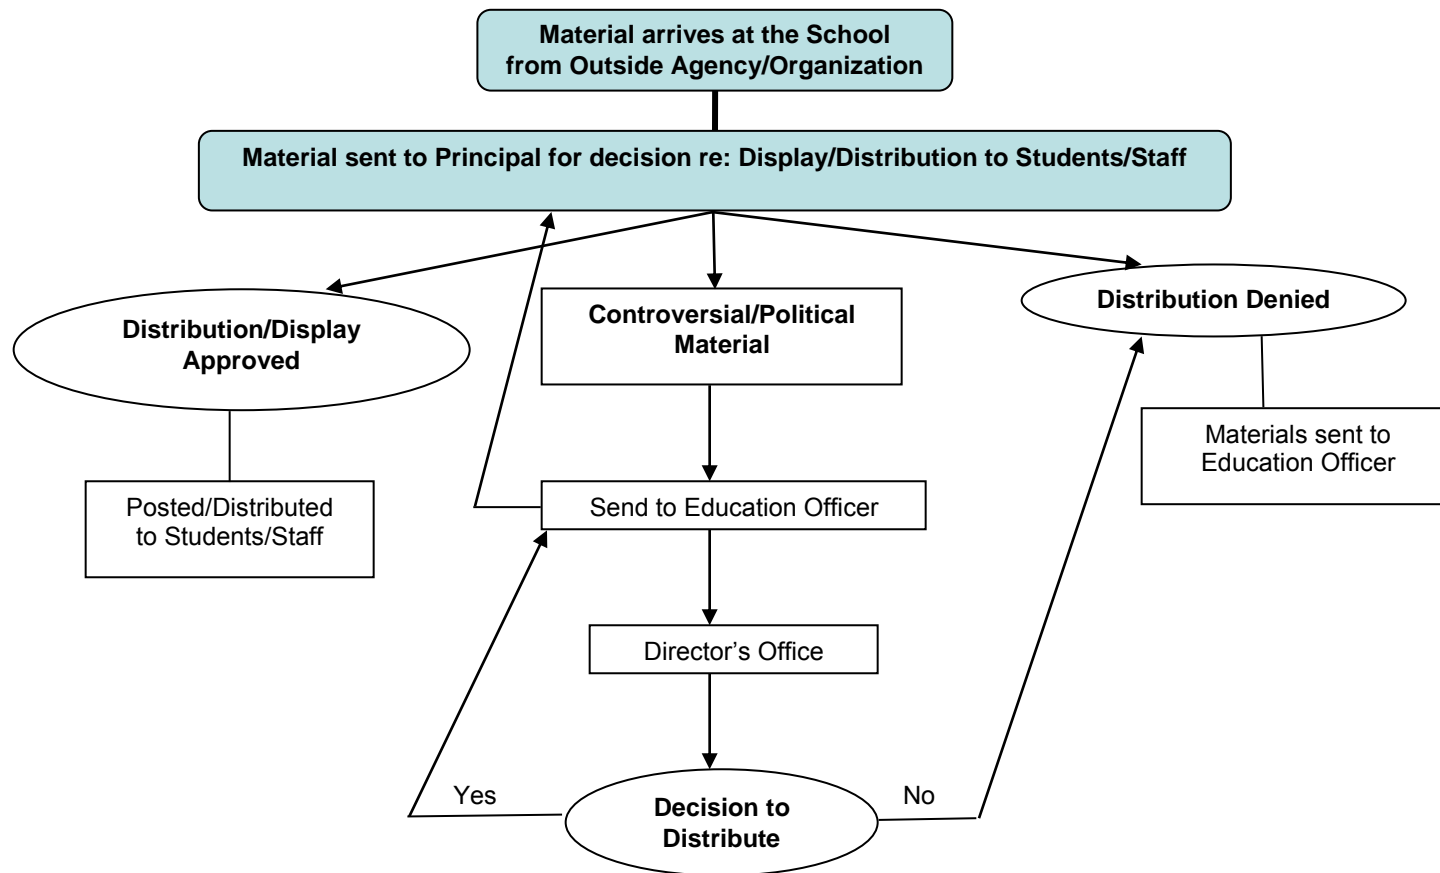 Material arrives at the School
from Outside Agency/Organization
Material sent to Principal for decision re: Display/Distribution to Students/Staff
Distribution/Display
Approved
Controversial/Political
Material
Distribution Denied
Posted/Distributed
to Students/Staff
Send to Education Officer
Materials sent to
Education Officer
Director’s Office
Yes
Decision to
Distribute
No